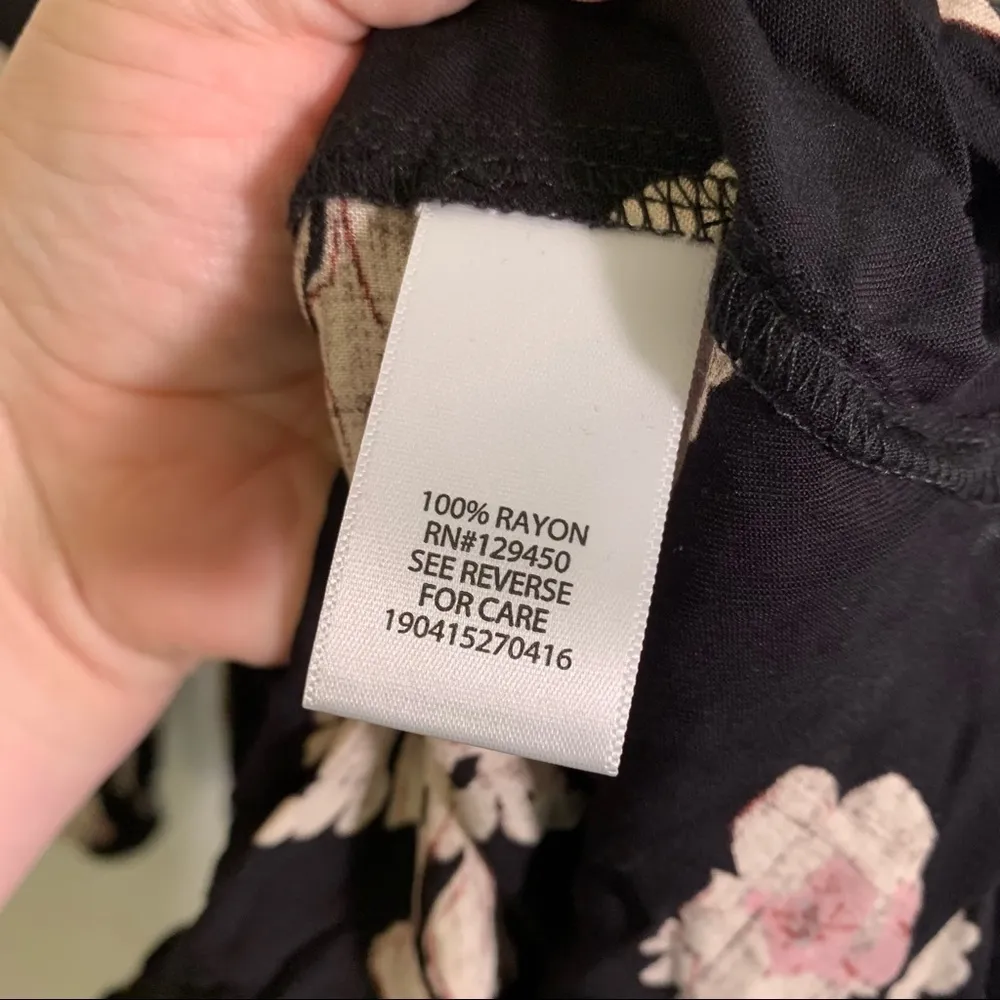 100% RAYON
RN#129450
SEE REVERSE
FOR CARE
190415270416